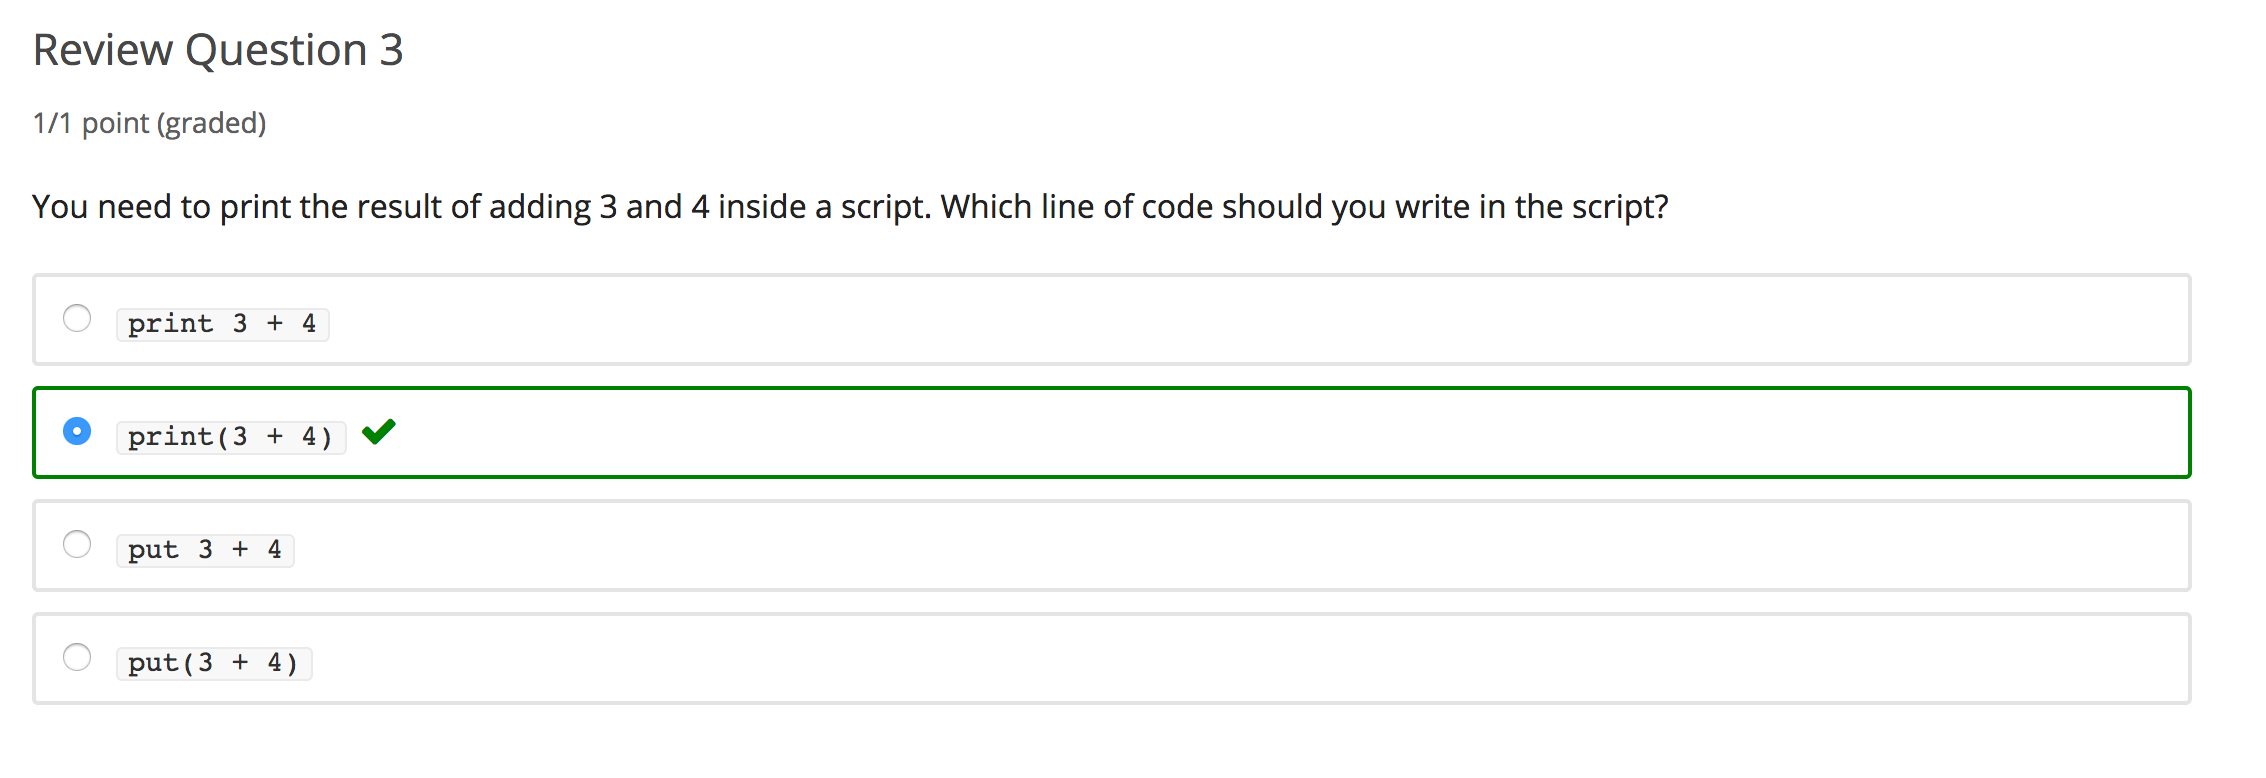 Review Question 3
1/1 point (graded)
You need to print the result of adding 3 and 4 inside a script. Which line of code should you write in the script?
print 3 + 4
print(3 + 4)
put 3 + 4
put(3 + 4)